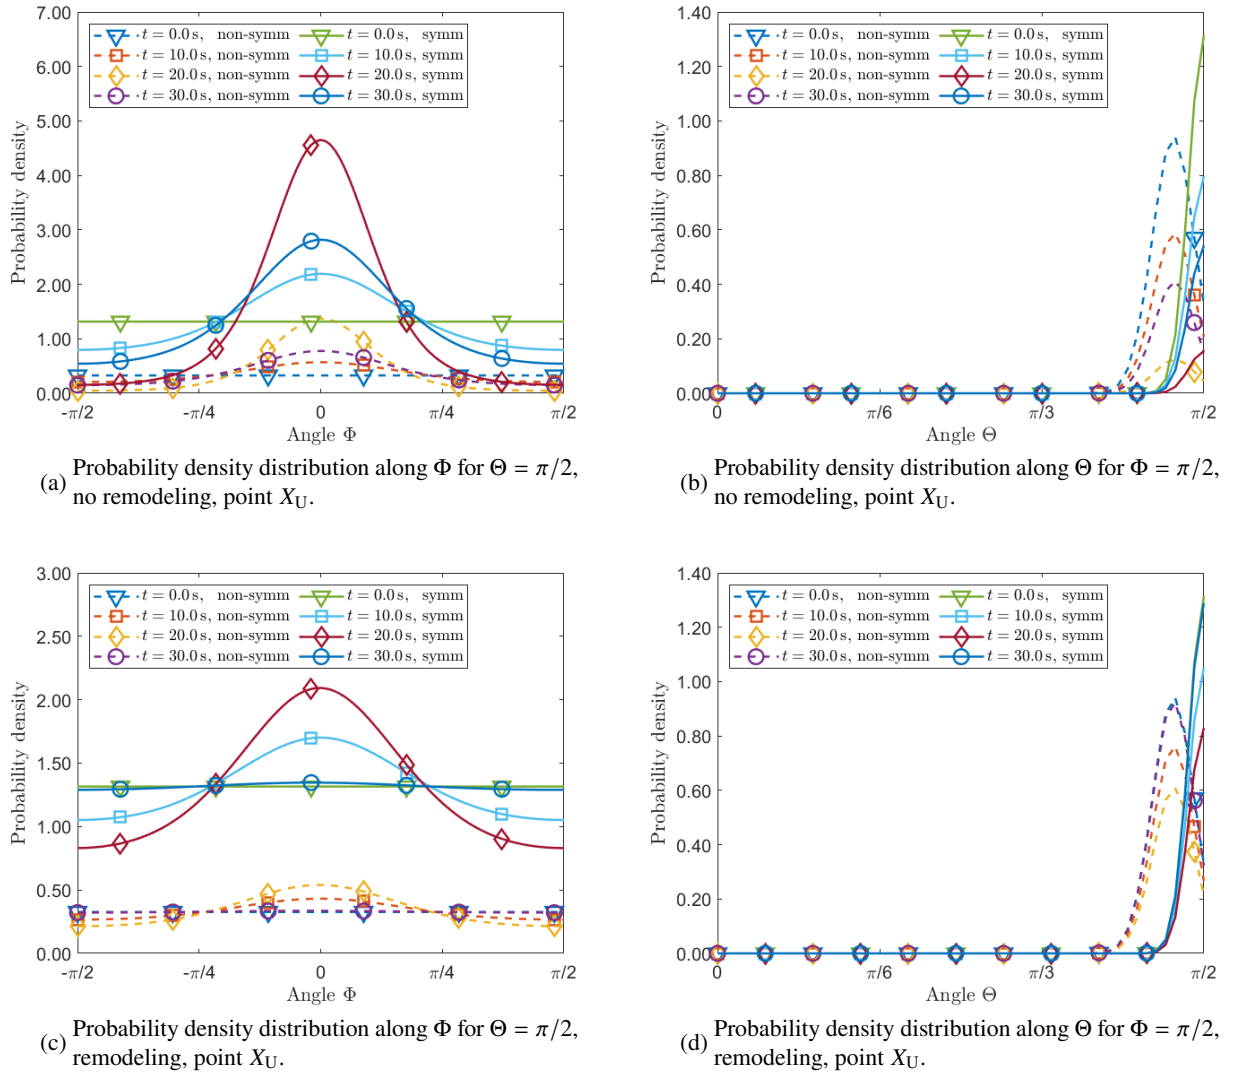 7.00
6.00
5.00
4.00
3.00
2.00
1.00
0.00
Probability density
t = 0.0 s, non-symm
t = 10.0 s, non-symm
t = 20.0 s, non-symm
t = 30.0 s, non-symm
t = 0.0 s, symm
t = 10.0 s, symm
t = 20.0 s, symm
t = 30.0 s, symm
-π/2 -π/4 0 π/4 π/2
Angle Φ
(a) Probability density distribution along Φ for Θ = π/2,
no remodeling, point X_U.
1.40
1.20
1.00
0.80
0.60
0.40
0.20
0.00
Probability density
t = 0.0 s, non-symm
t = 10.0 s, non-symm
t = 20.0 s, non-symm
t = 30.0 s, non-symm
t = 0.0 s, symm
t = 10.0 s, symm
t = 20.0 s, symm
t = 30.0 s, symm
0 π/6 π/3 π/2
Angle Θ
(b) Probability density distribution along Θ for Φ = π/2,
no remodeling, point X_U.
3.00
2.50
2.00
1.50
1.00
0.50
0.00
Probability density
t = 0.0 s, non-symm
t = 10.0 s, non-symm
t = 20.0 s, non-symm
t = 30.0 s, non-symm
t = 0.0 s, symm
t = 10.0 s, symm
t = 20.0 s, symm
t = 30.0 s, symm
-π/2 -π/4 0 π/4 π/2
Angle Φ
(c) Probability density distribution along Φ for Θ = π/2,
remodeling, point X_U.
1.40
1.20
1.00
0.80
0.60
0.40
0.20
0.00
Probability density
t = 0.0 s, non-symm
t = 10.0 s, non-symm
t = 20.0 s, non-symm
t = 30.0 s, non-symm
t = 0.0 s, symm
t = 10.0 s, symm
t = 20.0 s, symm
t = 30.0 s, symm
0 π/6 π/3 π/2
Angle Θ
(d) Probability density distribution along Θ for Φ = π/2,
remodeling, point X_U.